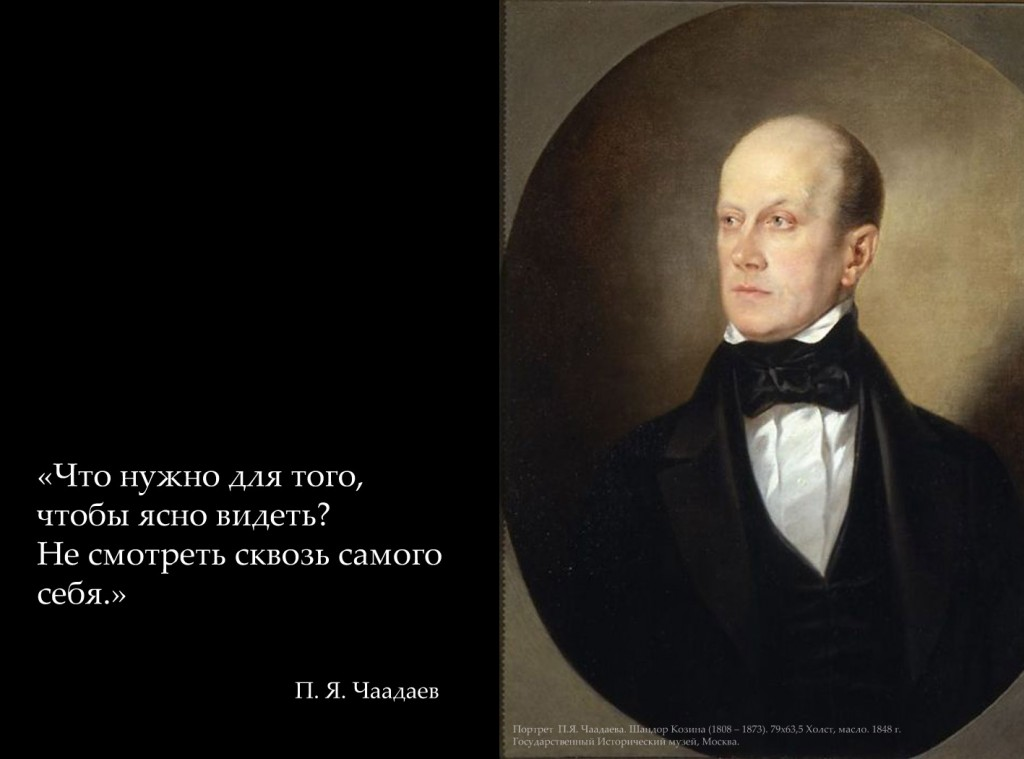 «Что нужно для того,
чтобы ясно видеть?
Не смотреть сквозь самого
себя.»
П. Я. Чаадаев
Портрет П.Я. Чаадаева. Шандор Козина (1808 – 1873). 79х63,5 Холст, масло. 1848 г.
Государственный Исторический музей, Москва.